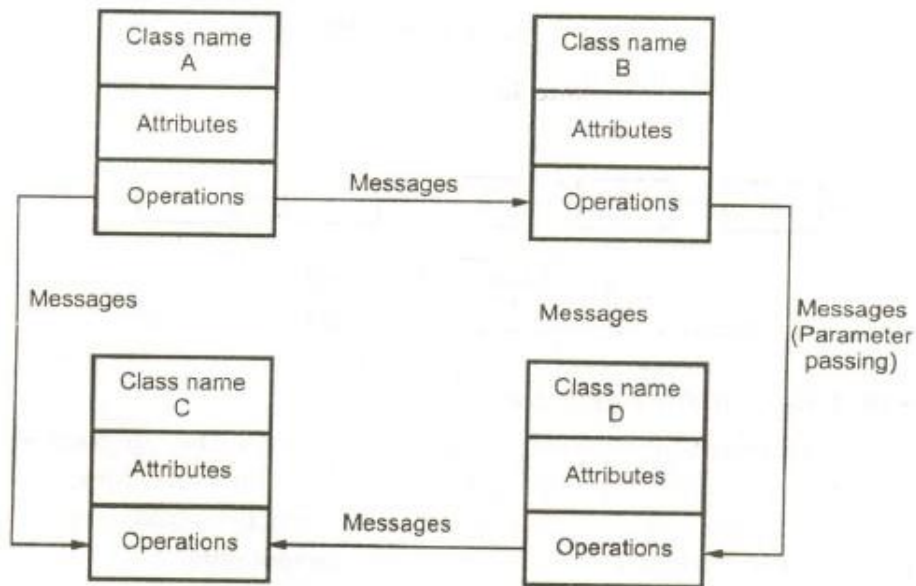 Class name
A
Attributes
Operations
Class name
B
Attributes
Operations
Messages
Messages
Messages
Messages
(Parameter
passing)
Class name
C
Attributes
Operations
Class name
D
Attributes
Operations
Messages